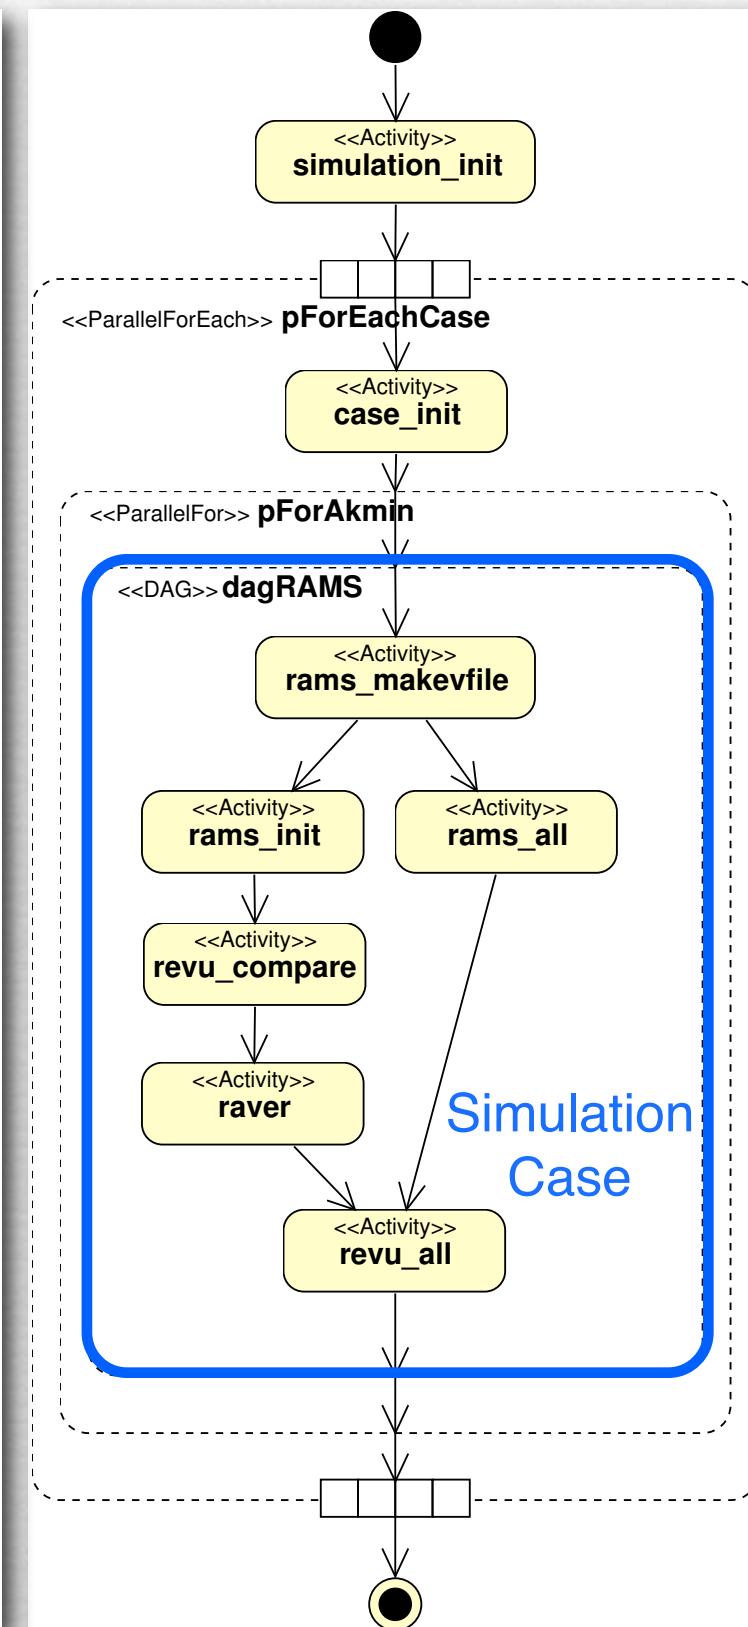 <<Activity>>
simulation_init
<<ParallelForEach>> pForEachCase
<<Activity>>
case_init
<<ParallelFor>> pForAkmin
<<DAG>> dagRAMS
<<Activity>>
rams_makevfile
<<Activity>>
rams_init
<<Activity>>
rams_all
<<Activity>>
revu_compare
<<Activity>>
raver
Simulation
Case
<<Activity>>
revu_all